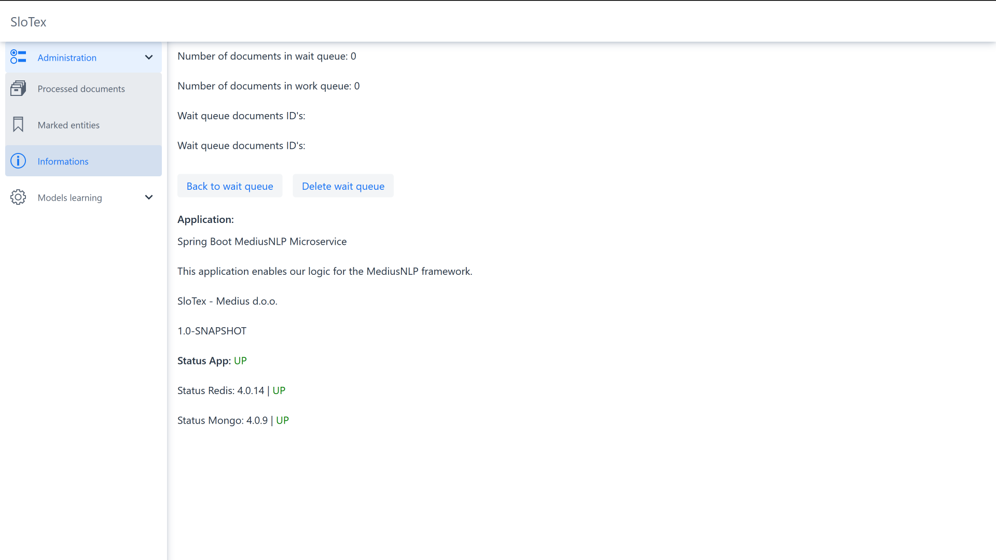 SloTex
Administration
Processed documents
Marked entities
Informations
Models learning
Number of documents in wait queue: 0
Number of documents in work queue: 0
Wait queue documents ID's:
Wait queue documents ID's:
Back to wait queue
Delete wait queue
Application:
Spring Boot MediusNLP Microservice
This application enables our logic for the MediusNLP framework.
SloTex - Medius d.o.o.
1.0-SNAPSHOT
Status App: UP
Status Redis: 4.0.14 | UP
Status Mongo: 4.0.9 | UP